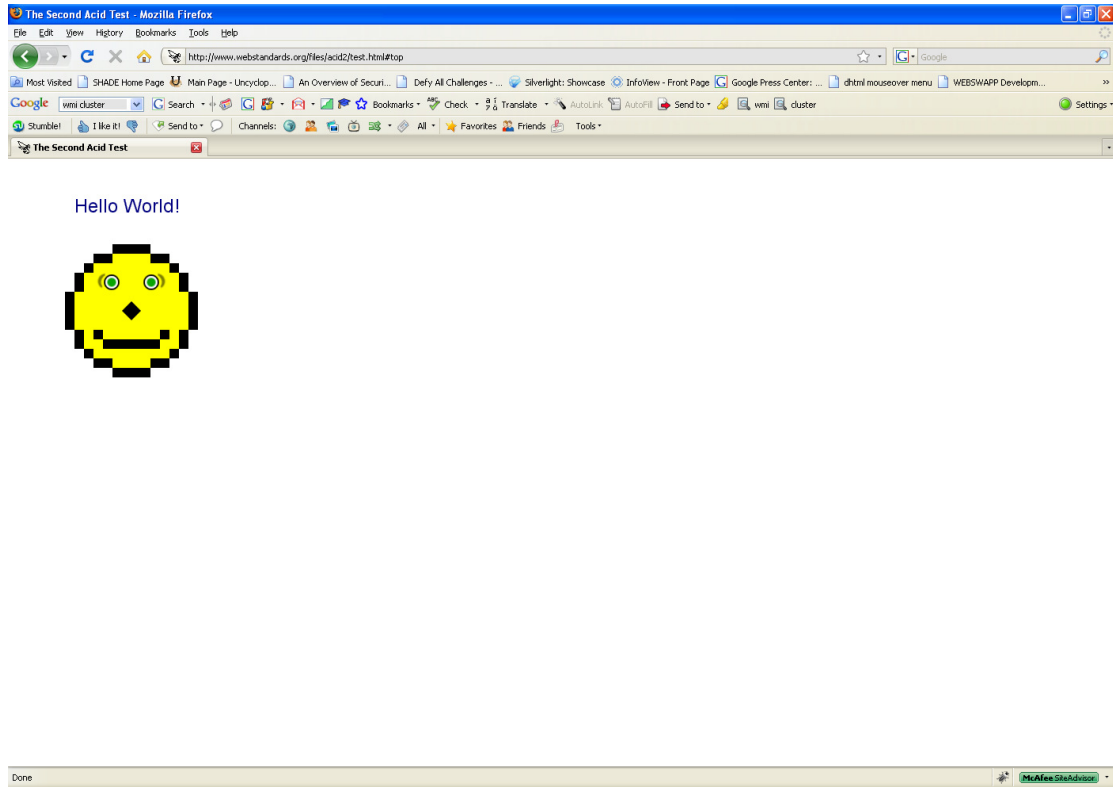 The Second Acid Test - Mozilla Firefox
File Edit View History Bookmarks Tools Help
http://www.webstandards.org/files/acid2/test.html#top G Google
Most Visited SHADE Home Page Main Page - Uncyclop... An Overview of Securi... Defy All Challenges - ... Silverlight: Showcase InfoView - Front Page Google Press Center: ... dhtml mouseover menu WEBSWAPP Developm... »
Google wmi cluster G Search Bookmarks ABC Check Translate AutoLink AutoFill Send to wmi cluster Settings
Stumble! I like it! Send to Channels: All Favorites Friends Tools
The Second Acid Test
Hello World!
Done McAfee SiteAdvisor